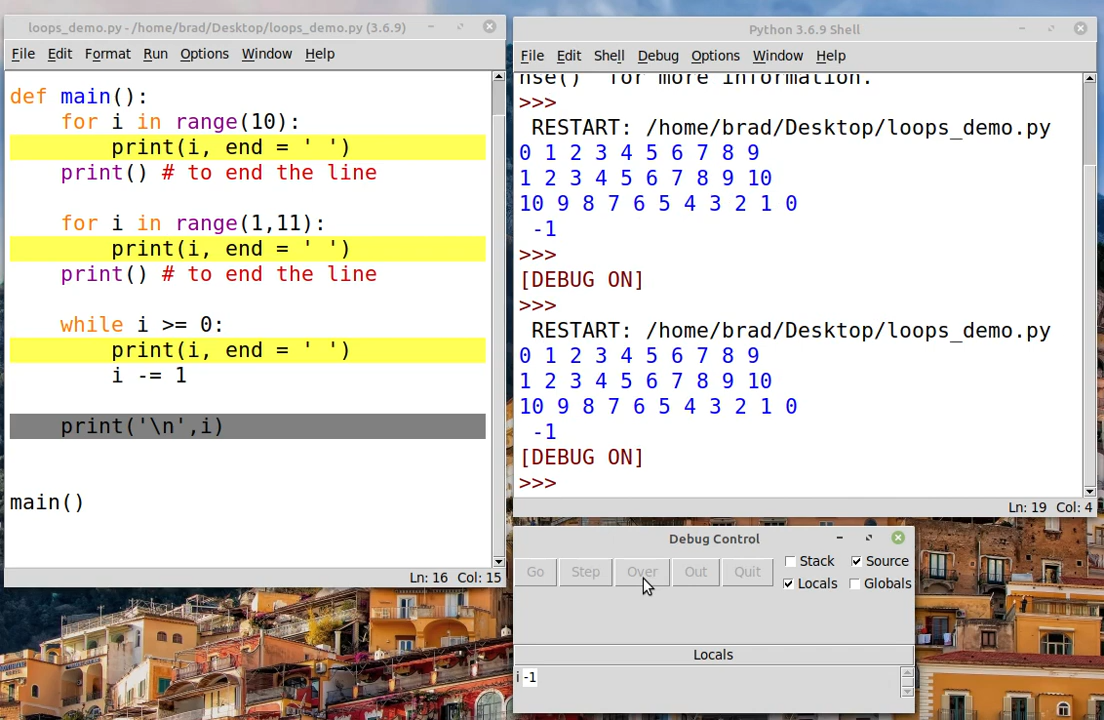 loops_demo.py - /home/brad/Desktop/loops_demo.py (3.6.9)
File Edit Format Run Options Window Help
def main():
    for i in range(10):
        print(i, end = ' ')
    print() # to end the line
    for i in range(1,11):
        print(i, end = ' ')
    print() # to end the line
    while i >= 0:
        print(i, end = ' ')
        i -= 1
    print('\n',i)
main()
Ln: 16 Col: 15
Python 3.6.9 Shell
File Edit Shell Debug Options Window Help
nse()" for more information.
>>>
 RESTART: /home/brad/Desktop/loops_demo.py
0 1 2 3 4 5 6 7 8 9
1 2 3 4 5 6 7 8 9 10
10 9 8 7 6 5 4 3 2 1 0
 -1
>>>
[DEBUG ON]
>>>
 RESTART: /home/brad/Desktop/loops_demo.py
0 1 2 3 4 5 6 7 8 9
1 2 3 4 5 6 7 8 9 10
10 9 8 7 6 5 4 3 2 1 0
 -1
[DEBUG ON]
>>>
Ln: 19 Col: 4
Debug Control
Go Step Over Out Quit Stack Source
Locals Globals
Locals
i -1